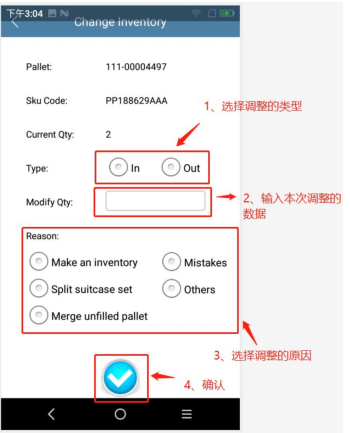 下午3:04
Change Inventory
Pallet: 111-00004497
Sku Code: PP188629AAA
1、选择调整的类型
Current Qty: 2
Type: In Out
Modify Qty:
2、输入本次调整的
数据
Reason:
Make an inventory Mistakes
Split suitcase set Others
Merge unfilled pallet
3、选择调整的原因
4、确认